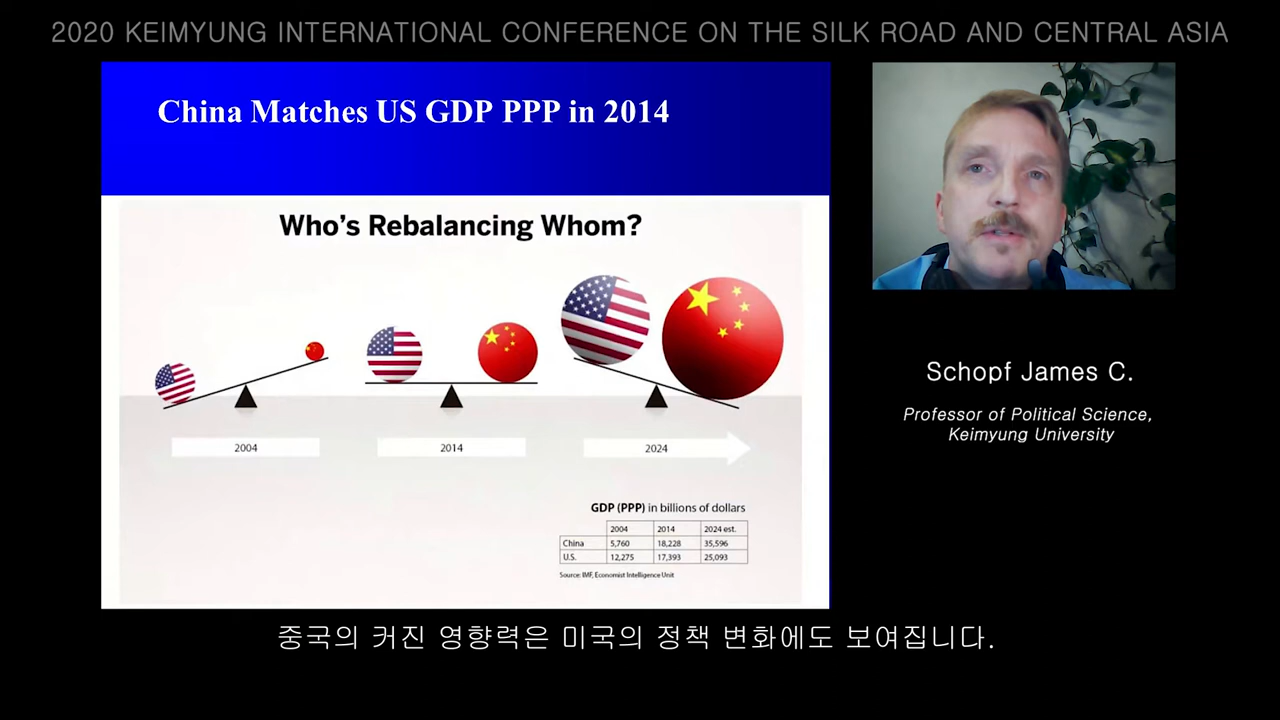 2020 KEIMYUNG INTERNATIONAL CONFERENCE ON THE SILK ROAD AND CENTRAL ASIA
China Matches US GDP PPP in 2014
Who's Rebalancing Whom?
2004
2014
2024
GDP (PPP) in billions of dollars
2004 2014 2024 est.
China 5,760 18,228 35,596
U.S. 12,275 17,393 25,093
Source: IMF, Economist Intelligence Unit
Schopf James C.
Professor of Political Science,
Keimyung University
중국의 커진 영향력은 미국의 정책 변화에도 보여집니다.